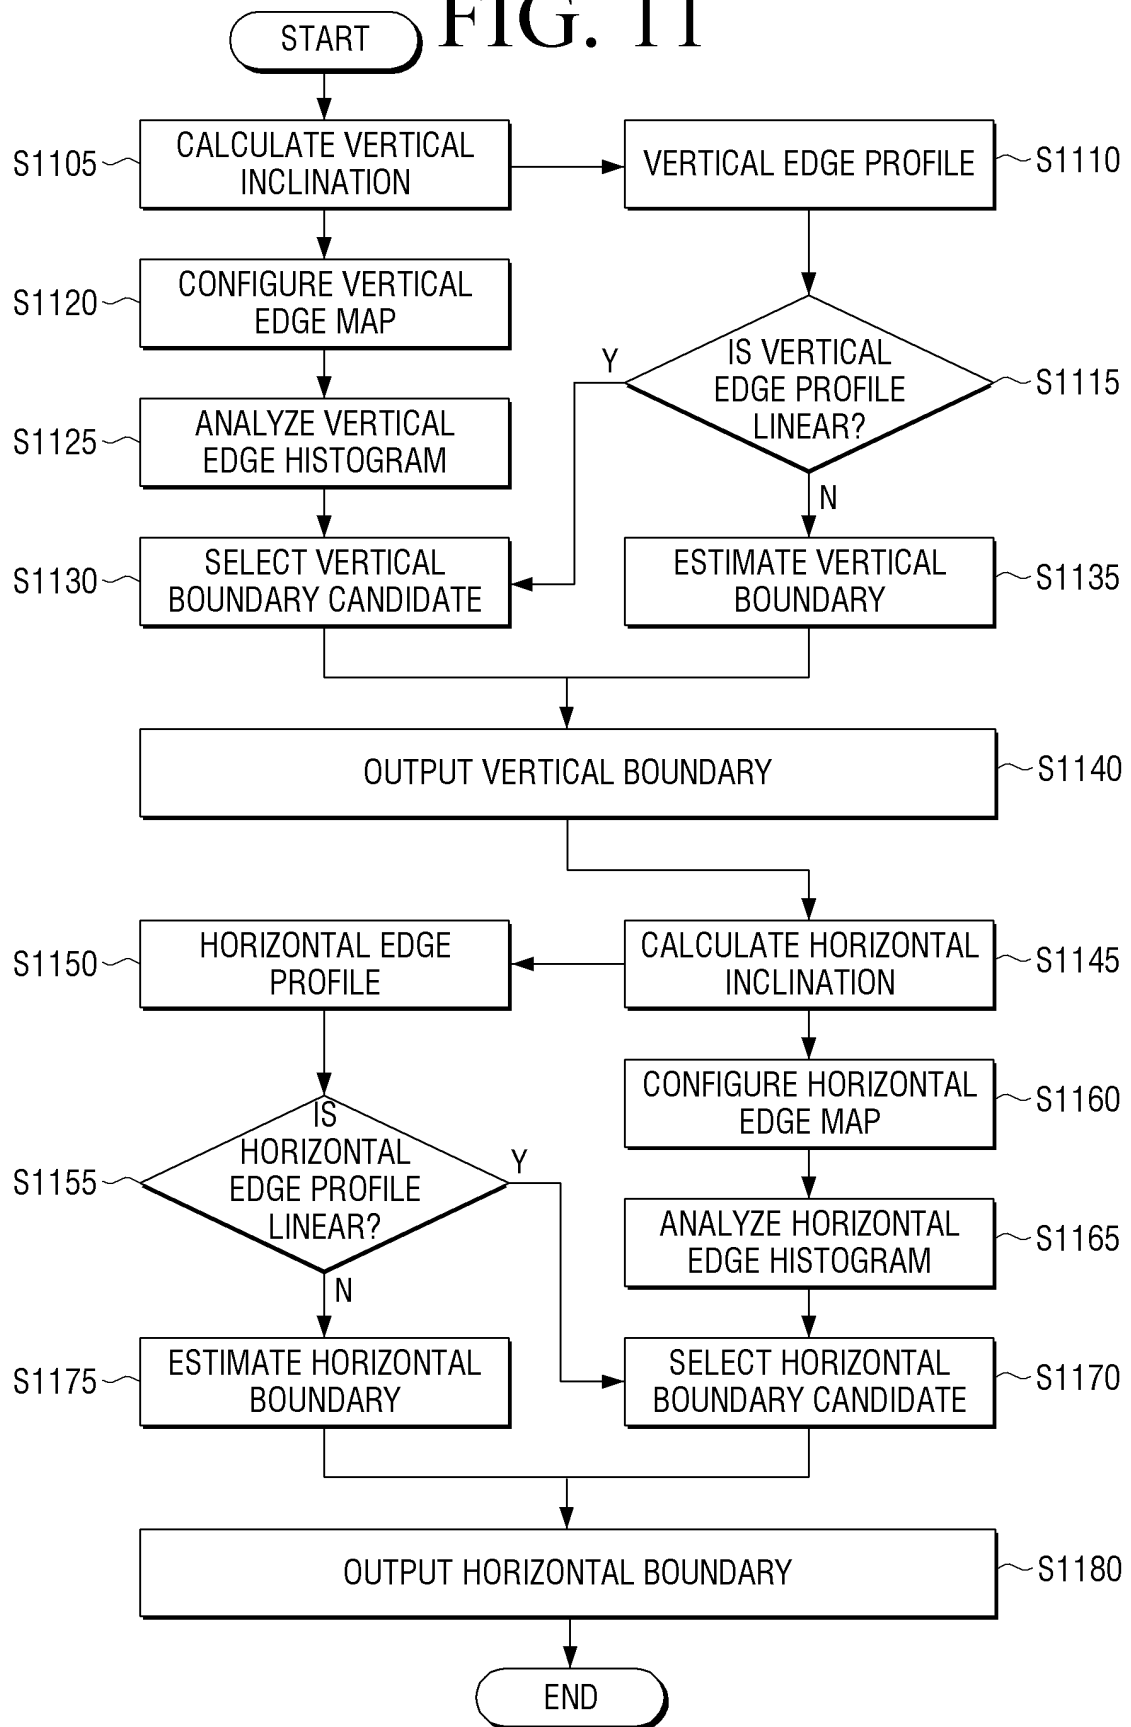 FIG. 11
START
S1105
CALCULATE VERTICAL
INCLINATION
VERTICAL EDGE PROFILE
S1110
S1120
CONFIGURE VERTICAL
EDGE MAP
Y
IS VERTICAL
EDGE PROFILE
LINEAR?
S1115
S1125
ANALYZE VERTICAL
EDGE HISTOGRAM
N
S1130
SELECT VERTICAL
BOUNDARY CANDIDATE
ESTIMATE VERTICAL
BOUNDARY
S1135
OUTPUT VERTICAL BOUNDARY
S1140
S1150
HORIZONTAL EDGE
PROFILE
CALCULATE HORIZONTAL
INCLINATION
S1145
CONFIGURE HORIZONTAL
EDGE MAP
S1160
S1155
IS
HORIZONTAL
EDGE PROFILE
LINEAR?
Y
ANALYZE HORIZONTAL
EDGE HISTOGRAM
S1165
N
S1175
ESTIMATE HORIZONTAL
BOUNDARY
SELECT HORIZONTAL
BOUNDARY CANDIDATE
S1170
OUTPUT HORIZONTAL BOUNDARY
S1180
END